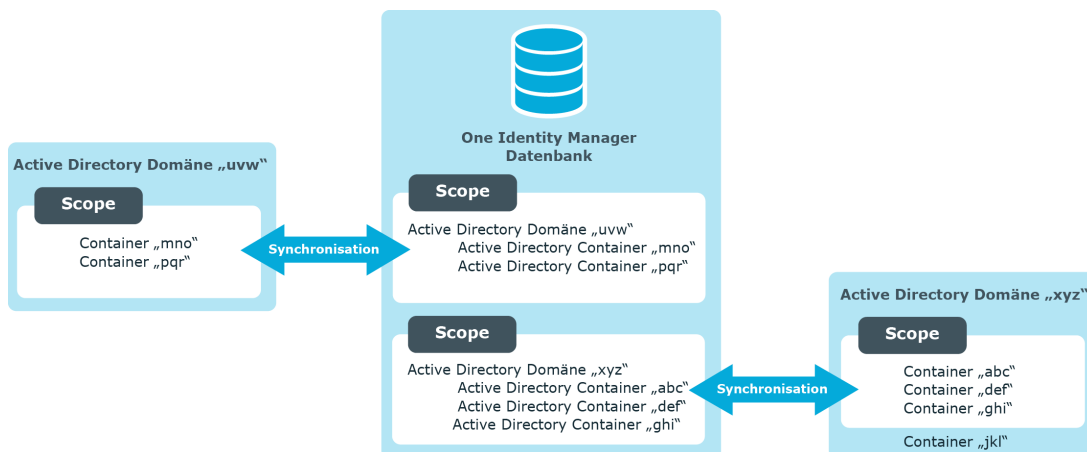 One Identity Manager
Datenbank
Active Directory Domäne „uvw“
Scope
Container „mno“
Container „pqr“
Synchronisation
Scope
Active Directory Domäne „uvw“
Active Directory Container „mno“
Active Directory Container „pqr“
Scope
Active Directory Domäne „xyz“
Active Directory Container „abc“
Active Directory Container „def“
Active Directory Container „ghi“
Synchronisation
Active Directory Domäne „xyz“
Scope
Container „abc“
Container „def“
Container „ghi“
Container „jkl“